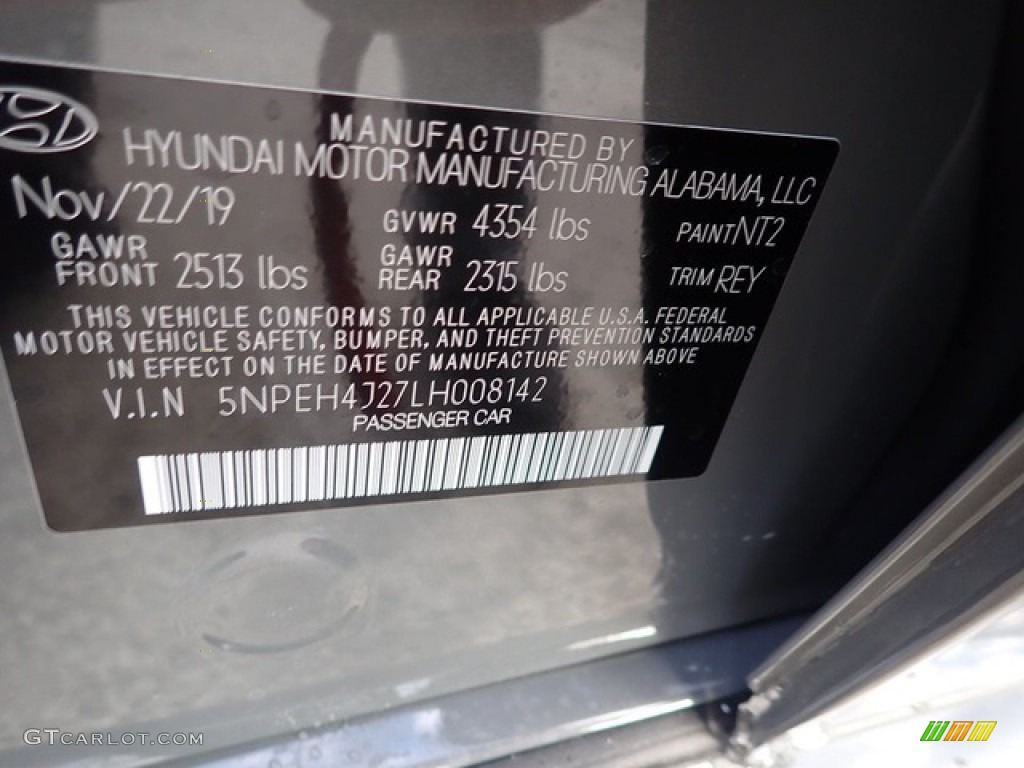 MANUFACTURED BY
HYUNDAI MOTOR MANUFACTURING ALABAMA, LLC
Nov/22/19 GVWR 4354 lbs PAINT NT2
GAWR FRONT 2513 lbs GAWR REAR 2315 lbs TRIM REY
THIS VEHICLE CONFORMS TO ALL APPLICABLE U.S.A. FEDERAL
MOTOR VEHICLE SAFETY, BUMPER, AND THEFT PREVENTION STANDARDS
IN EFFECT ON THE DATE OF MANUFACTURE SHOWN ABOVE
V.I.N 5NPEH4J27LH008142
PASSENGER CAR
GTCARLOT.COM